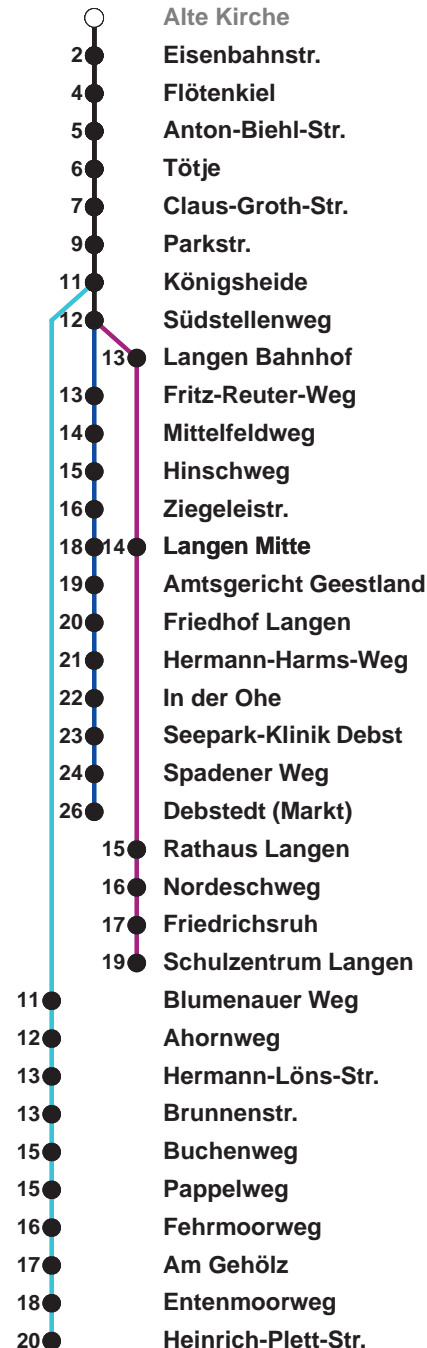 Alte Kirche
2 Eisenbahnstr.
4 Flötenkiel
5 Anton-Biehl-Str.
6 Tötje
7 Claus-Groth-Str.
9 Parkstr.
11 Königsheide
12 Südstellenweg
13 Langen Bahnhof
13 Fritz-Reuter-Weg
14 Mittelfeldweg
15 Hinschweg
16 Ziegeleistr.
18 14 Langen Mitte
19 Amtsgericht Geestland
20 Friedhof Langen
21 Hermann-Harms-Weg
22 In der Ohe
23 Seepark-Klinik Debst
24 Spadener Weg
26 Debstedt (Markt)
15 Rathaus Langen
16 Nordeschweg
17 Friedrichsruh
19 Schulzentrum Langen
11 Blumenauer Weg
12 Ahornweg
13 Hermann-Löns-Str.
13 Brunnenstr.
15 Buchenweg
15 Pappelweg
16 Fehrmoorweg
17 Am Gehölz
18 Entenmoorweg
20 Heinrich-Plett-Str.